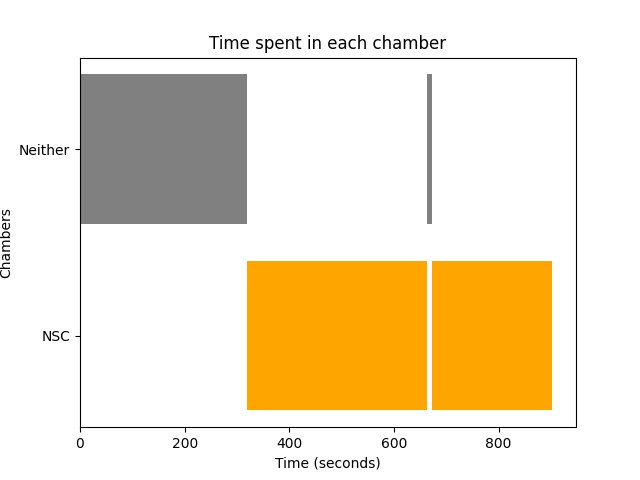 Time spent in each chamber
Neither
NSC
Chambers
0 200 400 600 800
Time (seconds)